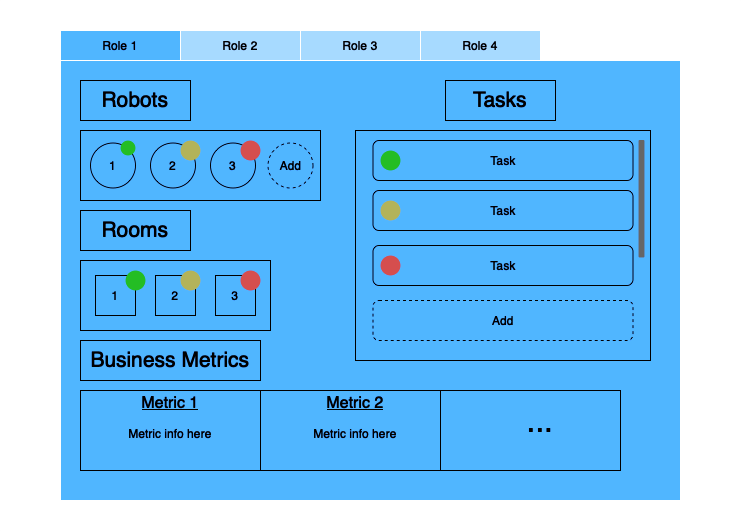 Role 1
Role 2
Role 3
Role 4
Robots
Tasks
1
2
3
Add
Task
Task
Task
Add
Rooms
1
2
3
Business Metrics
Metric 1
Metric info here
Metric 2
Metric info here
...